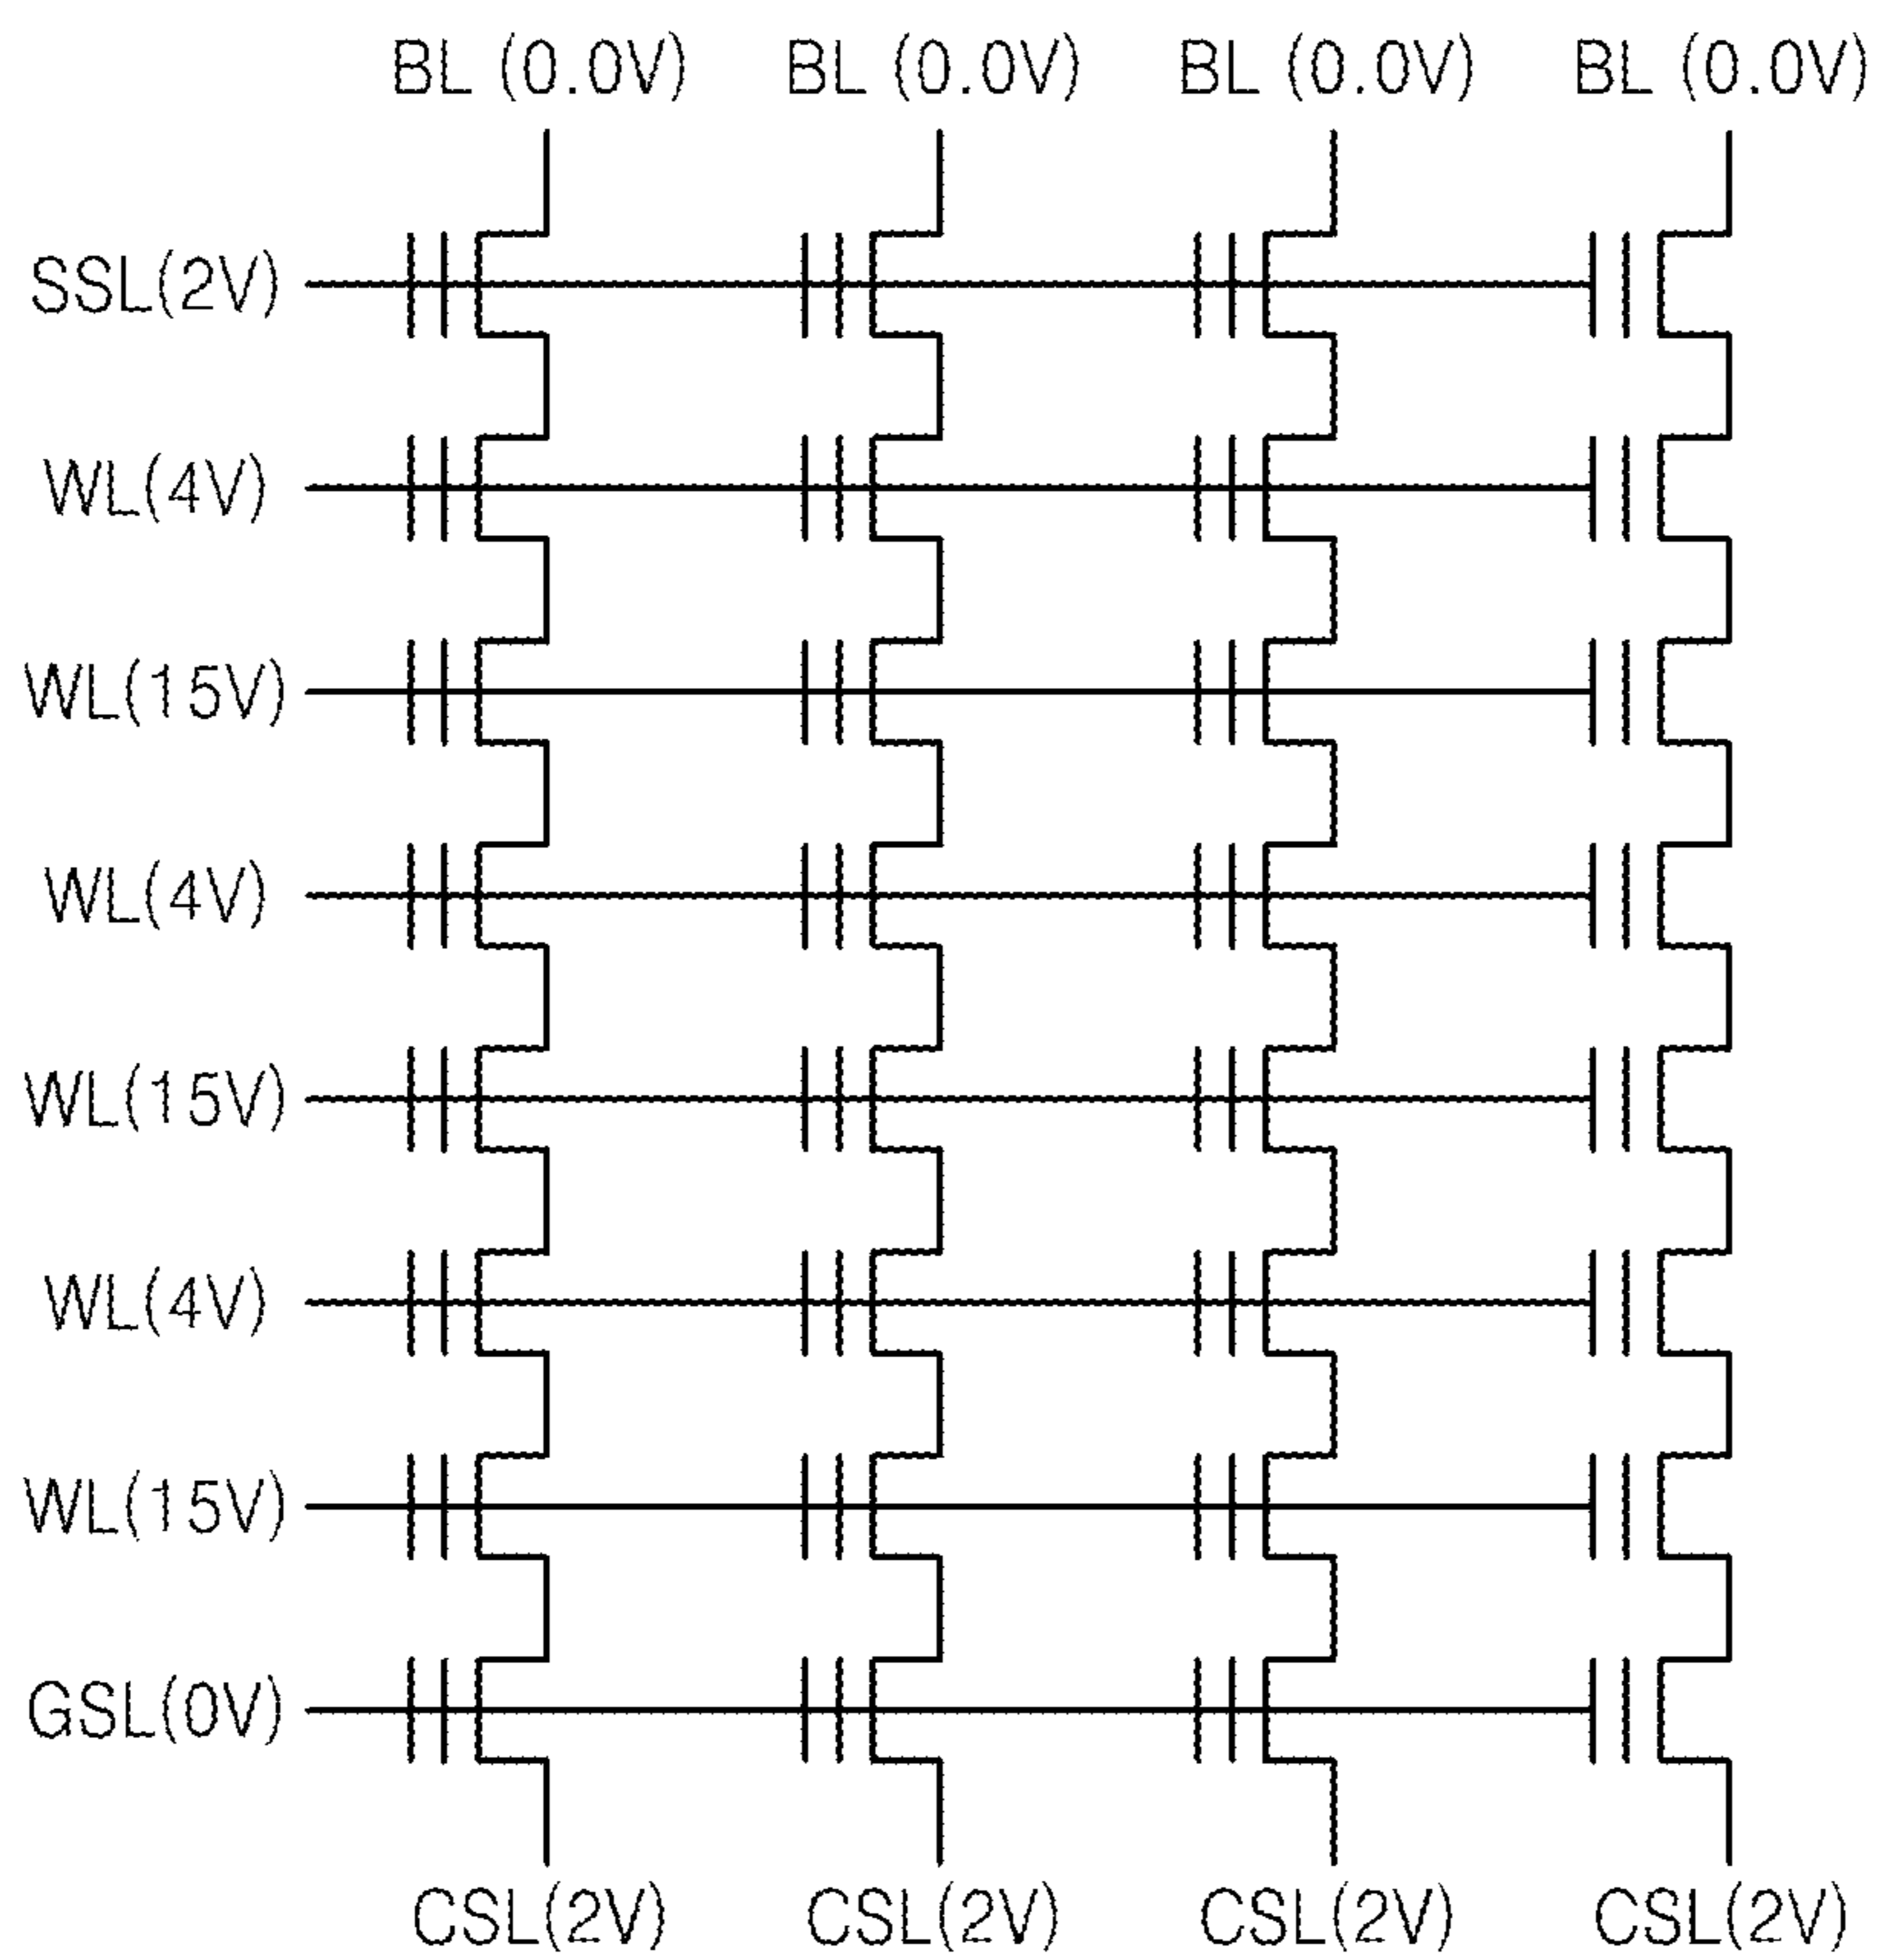 BL (0.0V) BL (0.0V) BL (0.0V) BL (0.0V)
SSL(2V)
WL(4V)
WL(15V)
WL(4V)
WL(15V)
WL(4V)
WL(15V)
GSL(0V)
CSL(2V) CSL(2V) CSL(2V) CSL(2V)